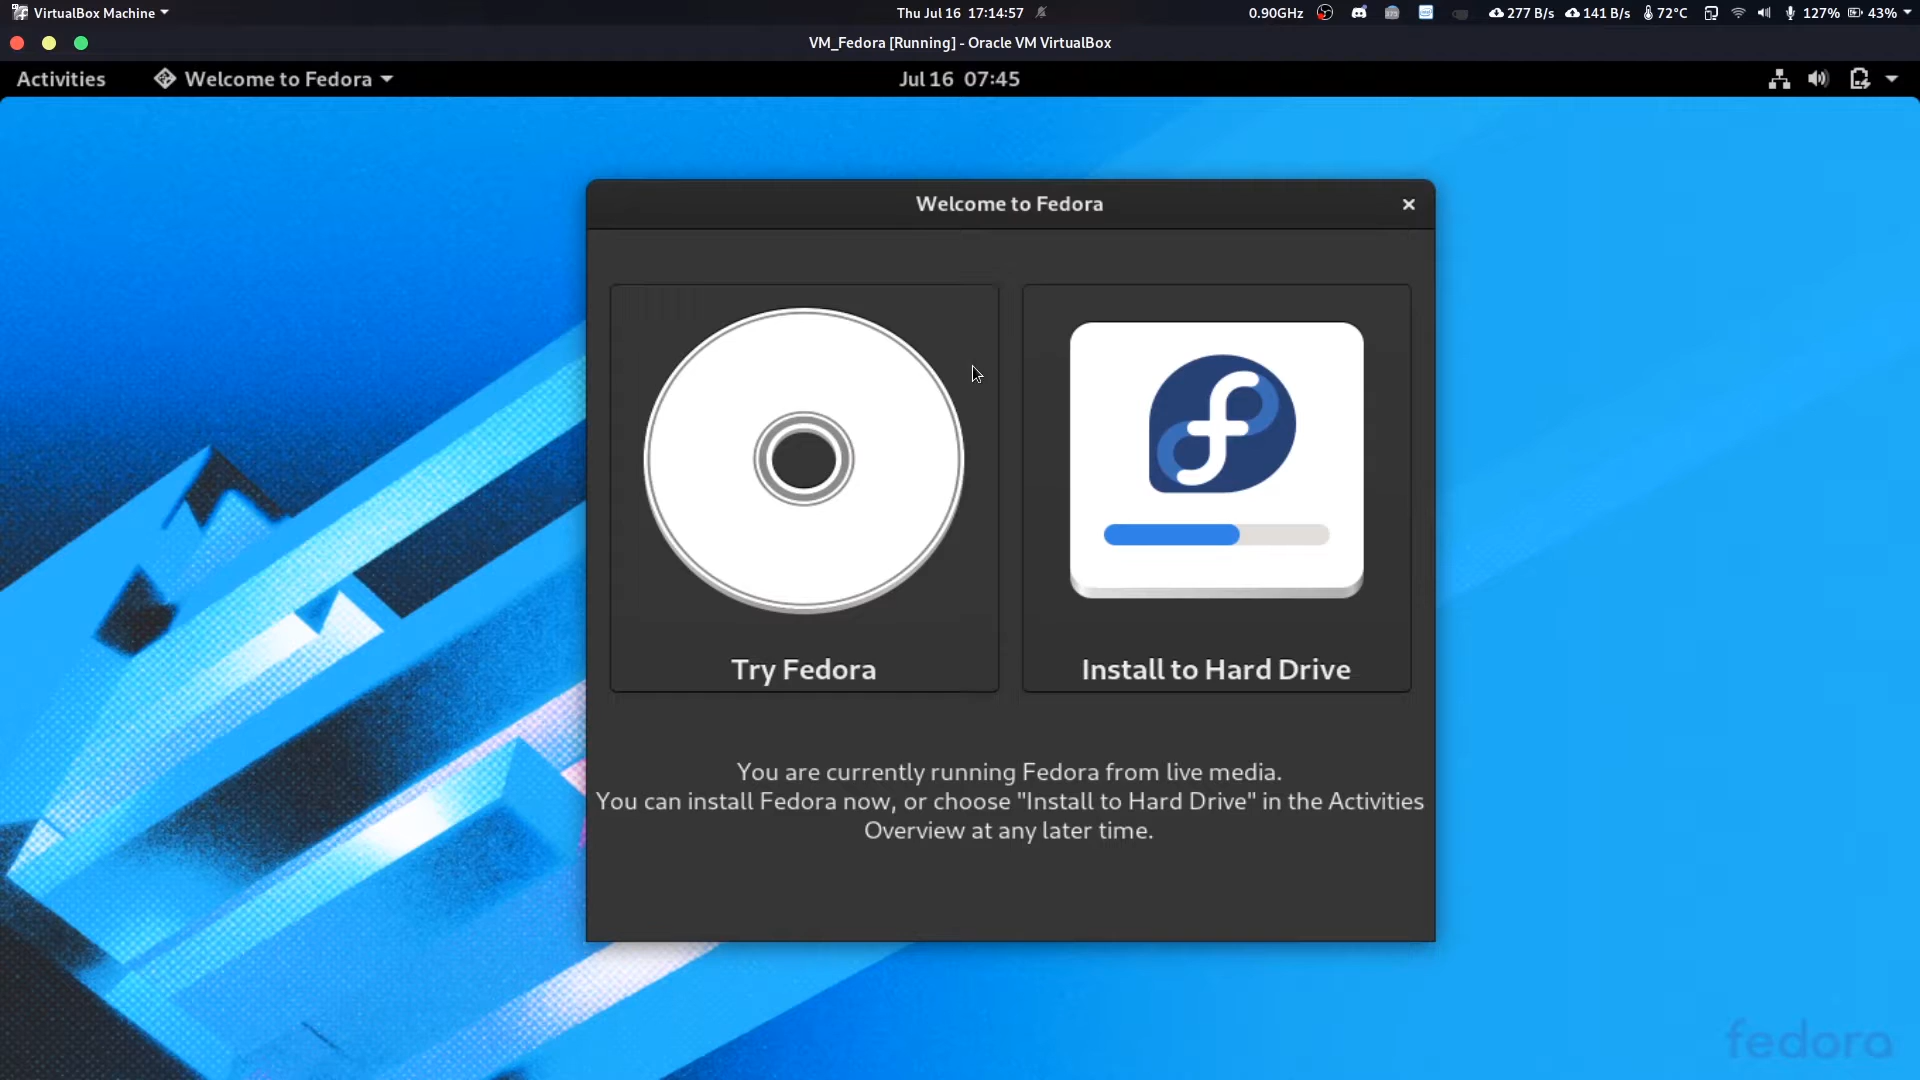 VirtualBox Machine
Thu Jul 16 17:14:57
0.90GHz
277 B/s
141 B/s
72°C
127%
43%
VM_Fedora [Running] - Oracle VM VirtualBox
Activities
Welcome to Fedora
Jul 16 07:45
Welcome to Fedora
Try Fedora
Install to Hard Drive
You are currently running Fedora from live media.
You can install Fedora now, or choose "Install to Hard Drive" in the Activities
Overview at any later time.
fedora